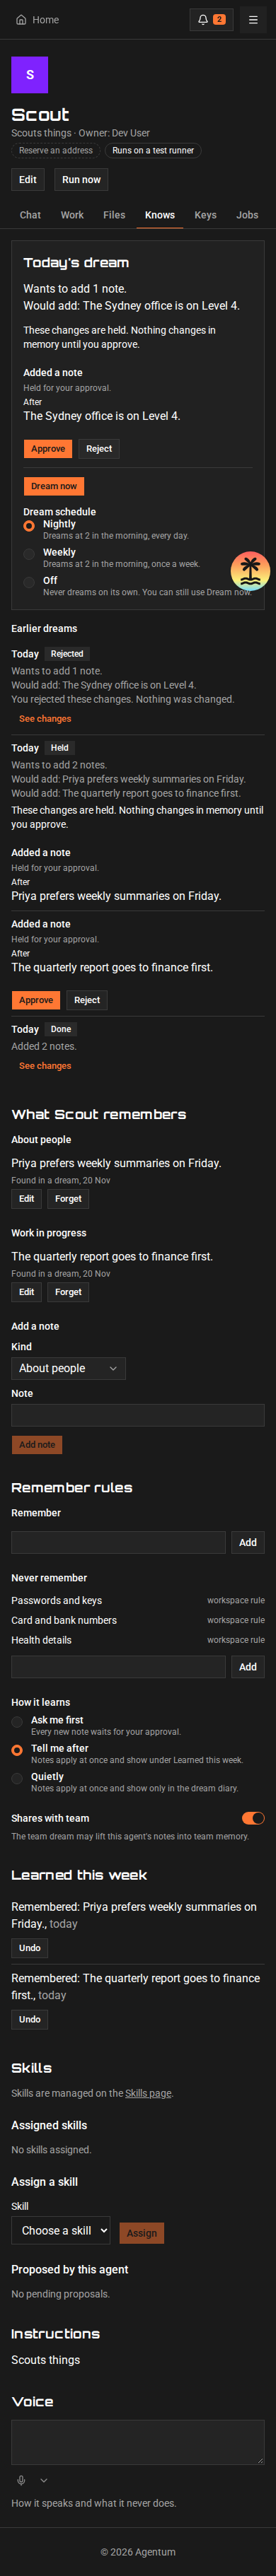 Home
2
S
Scout
Scouts things · Owner: Dev User
Reserve an address
Runs on a test runner
Edit
Run now
Chat
Work
Files
Knows
Keys
Jobs
Today's dream
Wants to add 1 note.
Would add: The Sydney office is on Level 4.
These changes are held. Nothing changes in
memory until you approve.
Added a note
Held for your approval.
After
The Sydney office is on Level 4.
Approve
Reject
Dream now
Dream schedule
Nightly
Dreams at 2 in the morning, every day.
Weekly
Dreams at 2 in the morning, once a week.
Off
Never dreams on its own. You can still use Dream now.
Earlier dreams
Today Rejected
Wants to add 1 note.
Would add: The Sydney office is on Level 4.
You rejected these changes. Nothing was changed.
See changes
Today Held
Wants to add 2 notes.
Would add: Priya prefers weekly summaries on Friday.
Would add: The quarterly report goes to finance first.
These changes are held. Nothing changes in memory until
you approve.
Added a note
Held for your approval.
After
Priya prefers weekly summaries on Friday.
Added a note
Held for your approval.
After
The quarterly report goes to finance first.
Approve
Reject
Today Done
Added 2 notes.
See changes
What Scout remembers
About people
Priya prefers weekly summaries on Friday.
Found in a dream, 20 Nov
Edit
Forget
Work in progress
The quarterly report goes to finance first.
Found in a dream, 20 Nov
Edit
Forget
Add a note
Kind
About people
Note
Add note
Remember rules
Remember
Add
Never remember
Passwords and keys workspace rule
Card and bank numbers workspace rule
Health details workspace rule
Add
How it learns
Ask me first
Every new note waits for your approval.
Tell me after
Notes apply at once and show under Learned this week.
Quietly
Notes apply at once and show only in the dream diary.
Shares with team
The team dream may lift this agent's notes into team memory.
Learned this week
Remembered: Priya prefers weekly summaries on
Friday., today
Undo
Remembered: The quarterly report goes to finance
first., today
Undo
Skills
Skills are managed on the Skills page.
Assigned skills
No skills assigned.
Assign a skill
Skill
Choose a skill
Assign
Proposed by this agent
No pending proposals.
Instructions
Scouts things
Voice
How it speaks and what it never does.
© 2026 Agentum